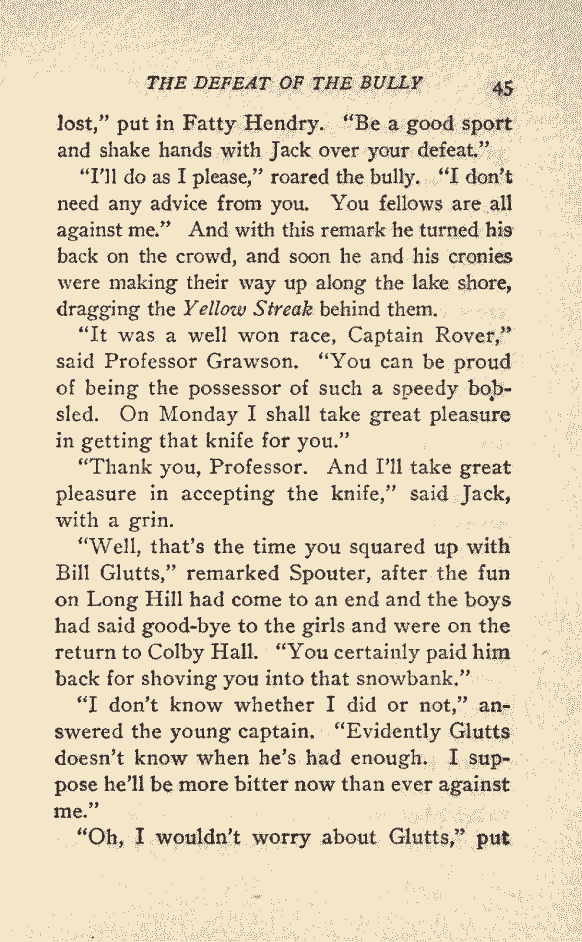 THE DEFEAT OF THE BULLY 45
lost,” put in Fatty Hendry. “Be a good sport
and shake hands with Jack over your defeat.”
“I’ll do as I please,” roared the bully. “I don’t
need any advice from you. You fellows are all
against me.” And with this remark he turned his
back on the crowd, and soon he and his cronies
were making their way up along the lake shore,
dragging the Yellow Streak behind them.
“It was a well won race, Captain Rover,”
said Professor Grawson. “You can be proud
of being the possessor of such a speedy bob-
sled. On Monday I shall take great pleasure
in getting that knife for you.”
“Thank you, Professor. And I’ll take great
pleasure in accepting the knife,” said Jack,
with a grin.
“Well, that’s the time you squared up with
Bill Glutts,” remarked Spouter, after the fun
on Long Hill had come to an end and the boys
had said good-bye to the girls and were on the
return to Colby Hall. “You certainly paid him
back for shoving you into that snowbank.”
“I don’t know whether I did or not,” an-
swered the young captain. “Evidently Glutts
doesn’t know when he’s had enough. I sup-
pose he’ll be more bitter now than ever against
me.”
“Oh, I wouldn’t worry about Glutts,” put